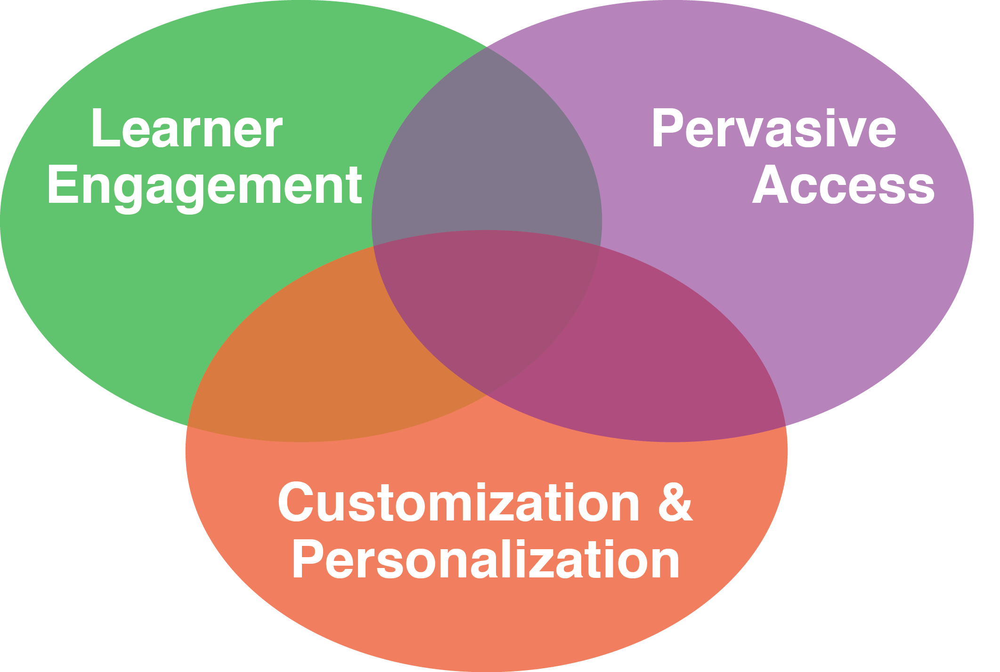 Learner
Engagement
Pervasive
Access
Customization &
Personalization